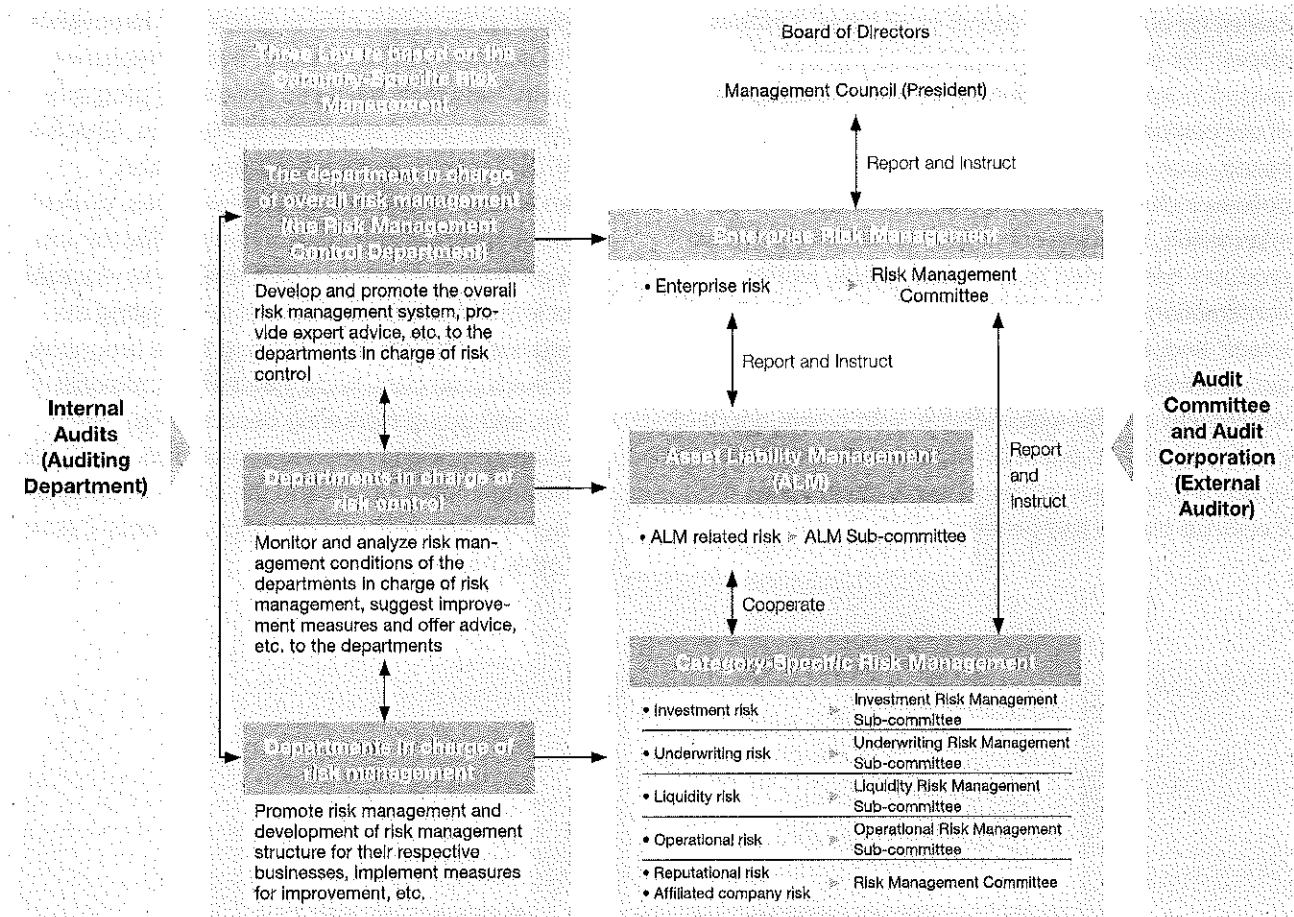 Three Layers based on the
Category-Specific Risk
Management
The department in charge
of overall risk management
(the Risk Management
Control Department)
Develop and promote the overall
risk management system, pro-
vide expert advice, etc. to the
departments in charge of risk
control
Internal
Audits
(Auditing
Department)
Departments in charge of
risk control
Monitor and analyze risk man-
agement conditions of the
departments in charge of risk
management, suggest improve-
ment measures and offer advice,
etc. to the departments
Departments in charge of
risk management
Promote risk management and
development of risk management
structure for their respective
businesses, implement measures
for improvement, etc.
Board of Directors
Management Council (President)
Report and Instruct
Enterprise Risk Management
• Enterprise risk
Risk Management
Committee
Report and Instruct
Asset Liability Management
(ALM)
• ALM related risk
ALM Sub-committee
Report
and
Instruct
Cooperate
Category-Specific Risk Management
• Investment risk
Investment Risk Management
Sub-committee
• Underwriting risk
Underwriting Risk Management
Sub-committee
• Liquidity risk
Liquidity Risk Management
Sub-committee
• Operational risk
Operational Risk Management
Sub-committee
• Reputational risk
• Affiliated company risk
Risk Management Committee
Audit
Committee
and Audit
Corporation
(External
Auditor)